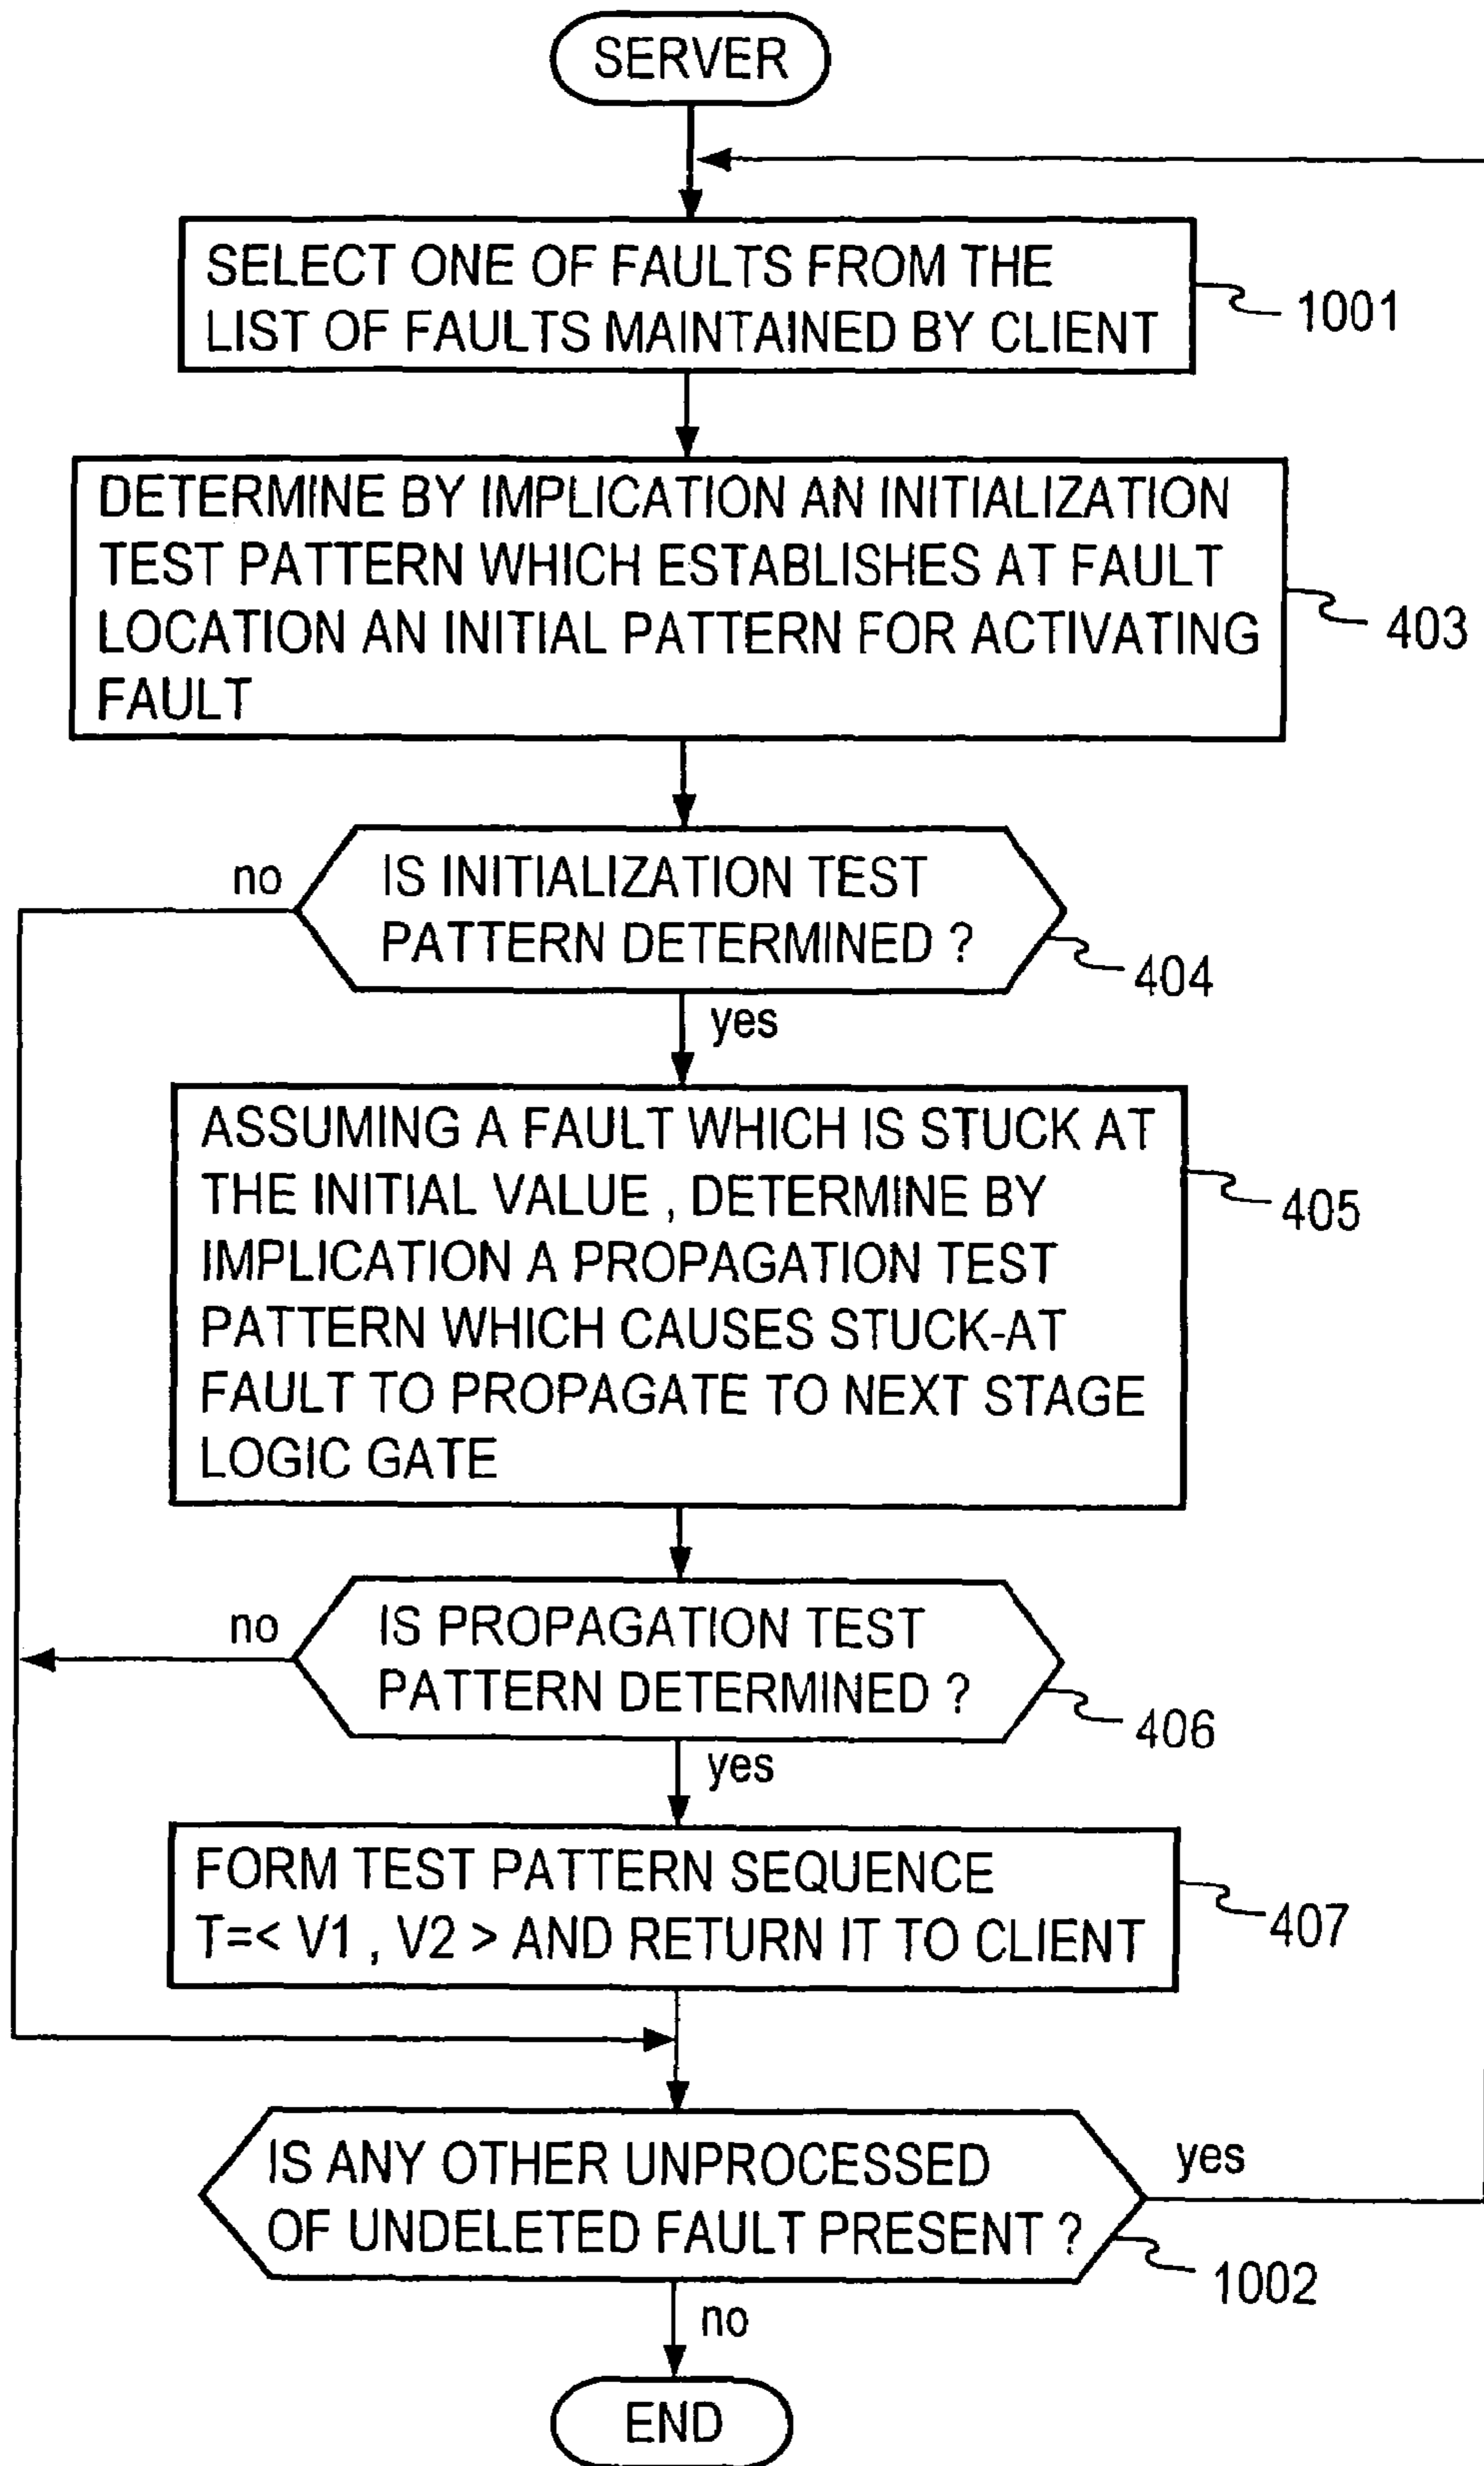 SERVER
SELECT ONE OF FAULTS FROM THE
LIST OF FAULTS MAINTAINED BY CLIENT
1001
DETERMINE BY IMPLICATION AN INITIALIZATION
TEST PATTERN WHICH ESTABLISHES AT FAULT
LOCATION AN INITIAL PATTERN FOR ACTIVATING
FAULT
403
no
IS INITIALIZATION TEST
PATTERN DETERMINED ?
404
yes
ASSUMING A FAULT WHICH IS STUCK AT
THE INITIAL VALUE , DETERMINE BY
IMPLICATION A PROPAGATION TEST
PATTERN WHICH CAUSES STUCK-AT
FAULT TO PROPAGATE TO NEXT STAGE
LOGIC GATE
405
no
IS PROPAGATION TEST
PATTERN DETERMINED ?
406
yes
FORM TEST PATTERN SEQUENCE
T=< V1 , V2 > AND RETURN IT TO CLIENT
407
IS ANY OTHER UNPROCESSED
OF UNDELETED FAULT PRESENT ?
yes
1002
no
END